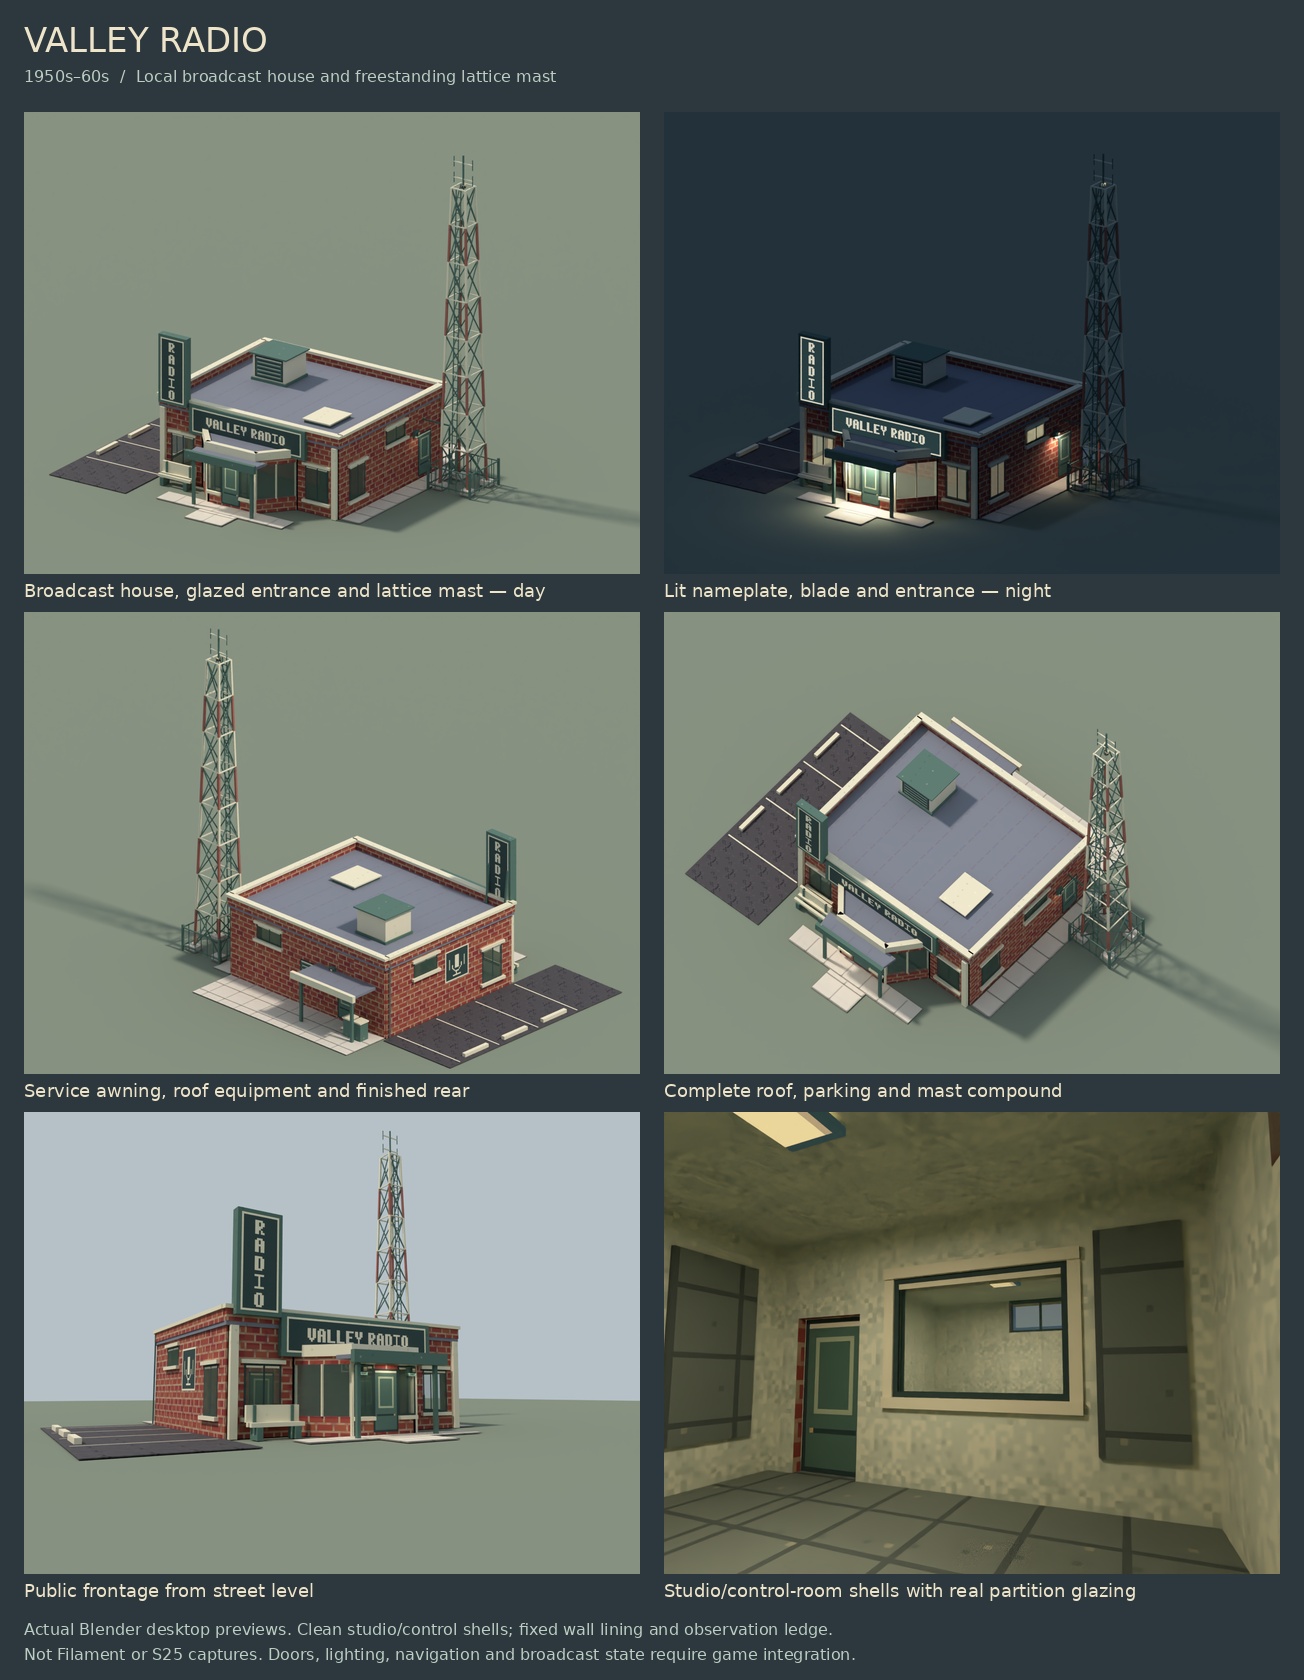 VALLEY RADIO
1950s–60s / Local broadcast house and freestanding lattice mast
RADIO
VALLEY RADIO
RADIO
VALLEY RADIO
Broadcast house, glazed entrance and lattice mast — day
Lit nameplate, blade and entrance — night
RADIO
RADIO
VALLEY RADIO
Service awning, roof equipment and finished rear
Complete roof, parking and mast compound
RADIO
VALLEY RADIO
Public frontage from street level
Studio/control-room shells with real partition glazing
Actual Blender desktop previews. Clean studio/control shells; fixed wall lining and observation ledge.
Not Filament or S25 captures. Doors, lighting, navigation and broadcast state require game integration.